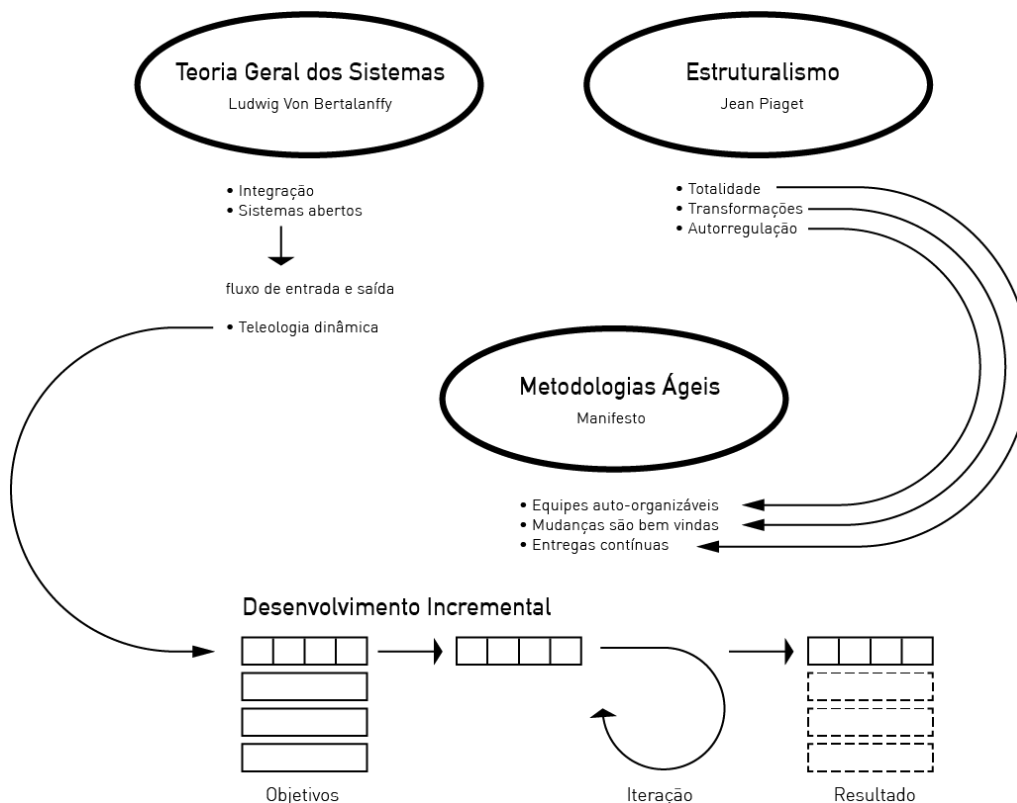 Teoria Geral dos Sistemas
Ludwig Von Bertalanffy
• Integração
• Sistemas abertos
fluxo de entrada e saída
• Teleologia dinâmica
Estruturalismo
Jean Piaget
• Totalidade
• Transformações
• Autorregulação
Metodologias Ágeis
Manifesto
• Equipes auto-organizáveis
• Mudanças são bem vindas
• Entregas contínuas
Desenvolvimento Incremental
Objetivos
Iteração
Resultado